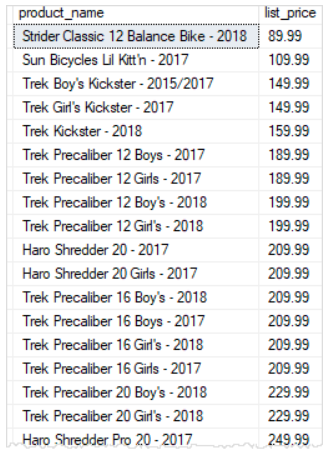 product_name list_price
Strider Classic 12 Balance Bike - 2018 89.99
Sun Bicycles Lil Kitt'n - 2017 109.99
Trek Boy's Kickster - 2015/2017 149.99
Trek Girl's Kickster - 2017 149.99
Trek Kickster - 2018 159.99
Trek Precaliber 12 Boys - 2017 189.99
Trek Precaliber 12 Girls - 2017 189.99
Trek Precaliber 12 Boy's - 2018 199.99
Trek Precaliber 12 Girl's - 2018 199.99
Haro Shredder 20 - 2017 209.99
Haro Shredder 20 Girls - 2017 209.99
Trek Precaliber 16 Boy's - 2018 209.99
Trek Precaliber 16 Boys - 2017 209.99
Trek Precaliber 16 Girl's - 2018 209.99
Trek Precaliber 16 Girls - 2017 209.99
Trek Precaliber 20 Boy's - 2018 229.99
Trek Precaliber 20 Girl's - 2018 229.99
Haro Shredder Pro 20 - 2017 249.99